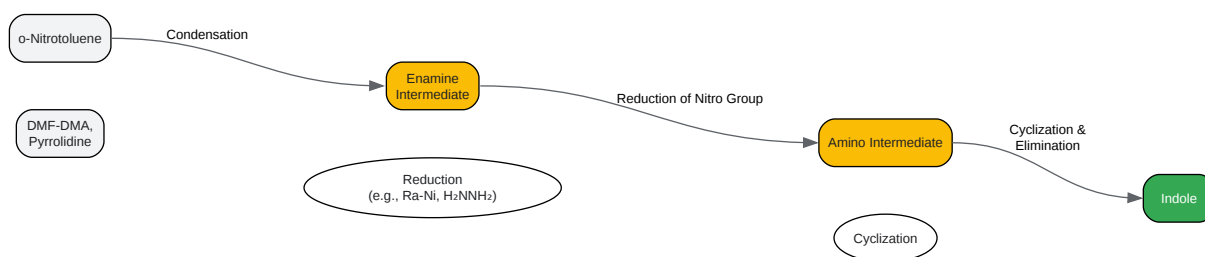 o-Nitrotoluene
Condensation
DMF-DMA,
Pyrrolidine
Enamine
Intermediate
Reduction of Nitro Group
Reduction
(e.g., Ra-Ni, H₂NNH₂)
Amino Intermediate
Cyclization &
Elimination
Cyclization
Indole